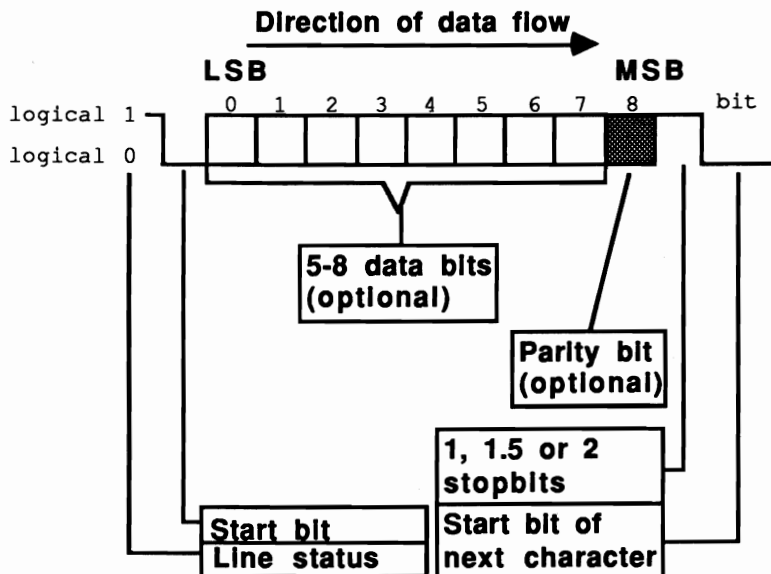 Direction of data flow
LSB MSB
0 1 2 3 4 5 6 7 8 bit
logical 1
logical 0
5-8 data bits
(optional)
Parity bit
(optional)
1, 1.5 or 2
stopbits
Start bit
Line status
Start bit of
next character